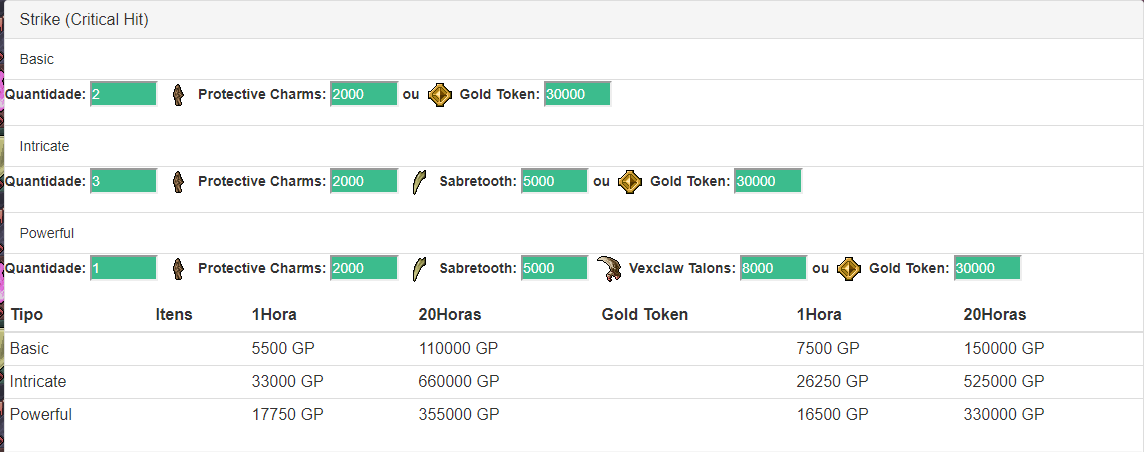 Strike (Critical Hit)
Basic
Quantidade: 2 Protective Charms: 2000 ou Gold Token: 30000
Intricate
Quantidade: 3 Protective Charms: 2000 Sabretooth: 5000 ou Gold Token: 30000
Powerful
Quantidade: 1 Protective Charms: 2000 Sabretooth: 5000 Vexclaw Talons: 8000 ou Gold Token: 30000
Tipo Itens 1Hora 20Horas Gold Token 1Hora 20Horas
Basic 5500 GP 110000 GP 7500 GP 150000 GP
Intricate 33000 GP 660000 GP 26250 GP 525000 GP
Powerful 17750 GP 355000 GP 16500 GP 330000 GP